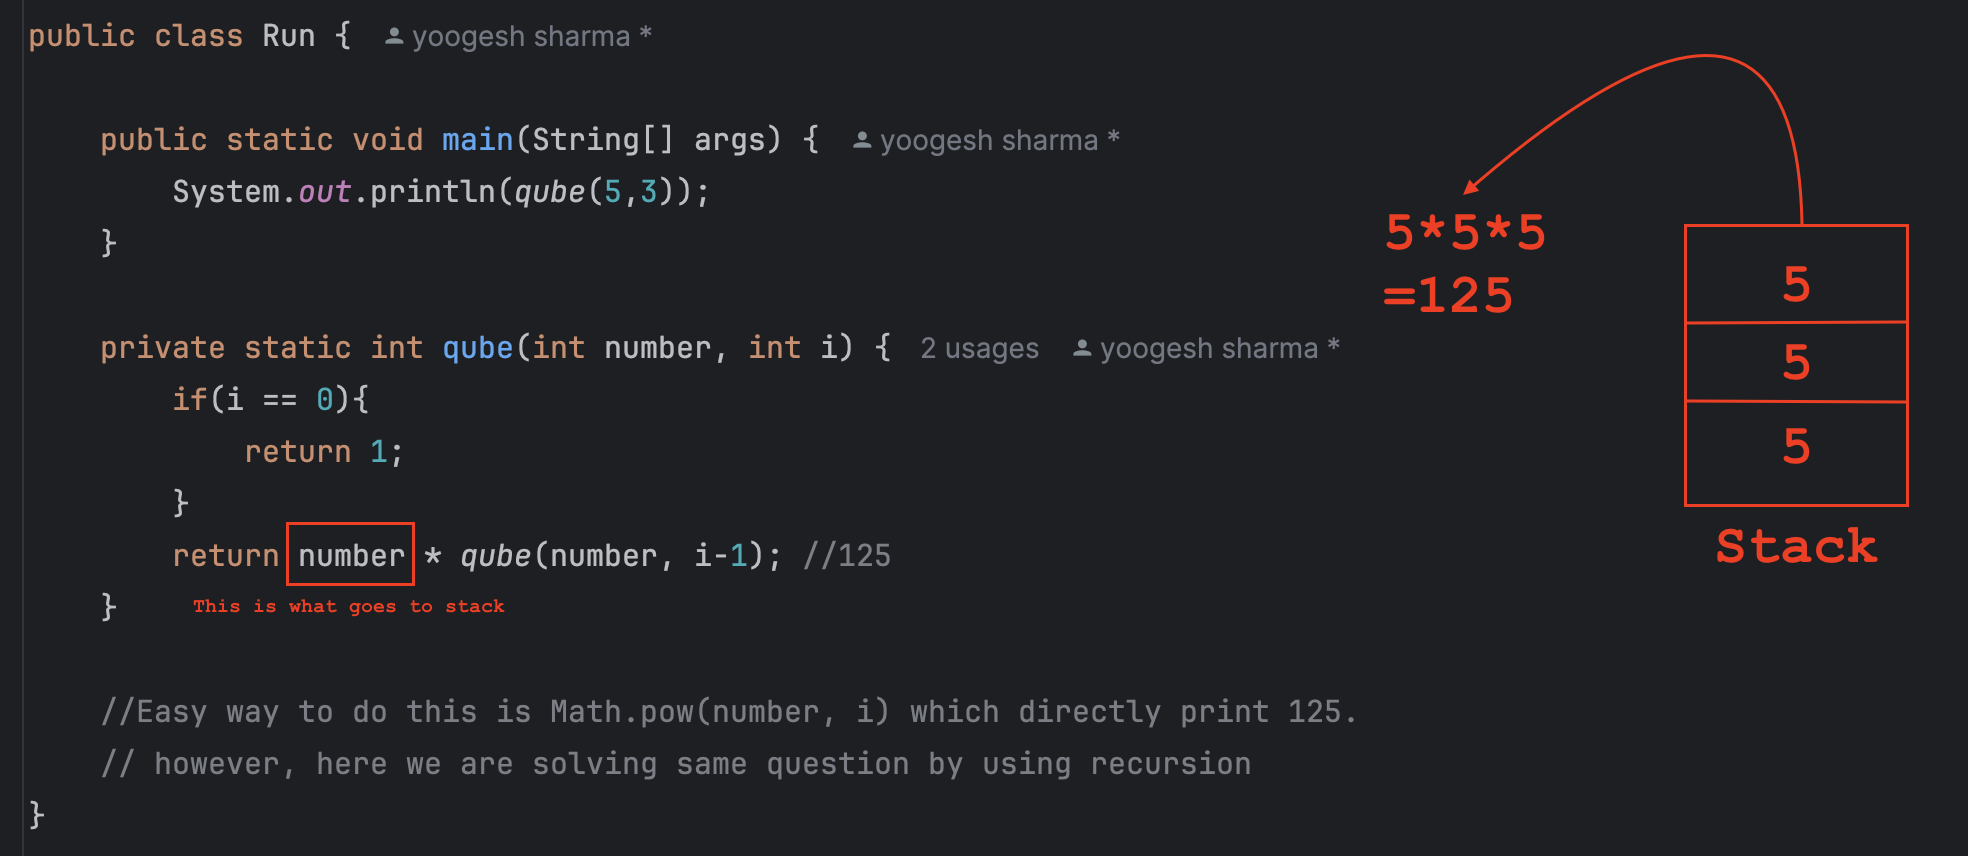 public class Run { yoogesh sharma *
public static void main(String[] args) { yoogesh sharma *
System.out.println(qube(5,3));
}
private static int qube(int number, int i) { 2 usages yoogesh sharma *
if(i == 0){
return 1;
}
return number * qube(number, i-1); //125
}
This is what goes to stack
//Easy way to do this is Math.pow(number, i) which directly print 125.
// however, here we are solving same question by using recursion
}
5*5*5
=125
5
5
5
Stack